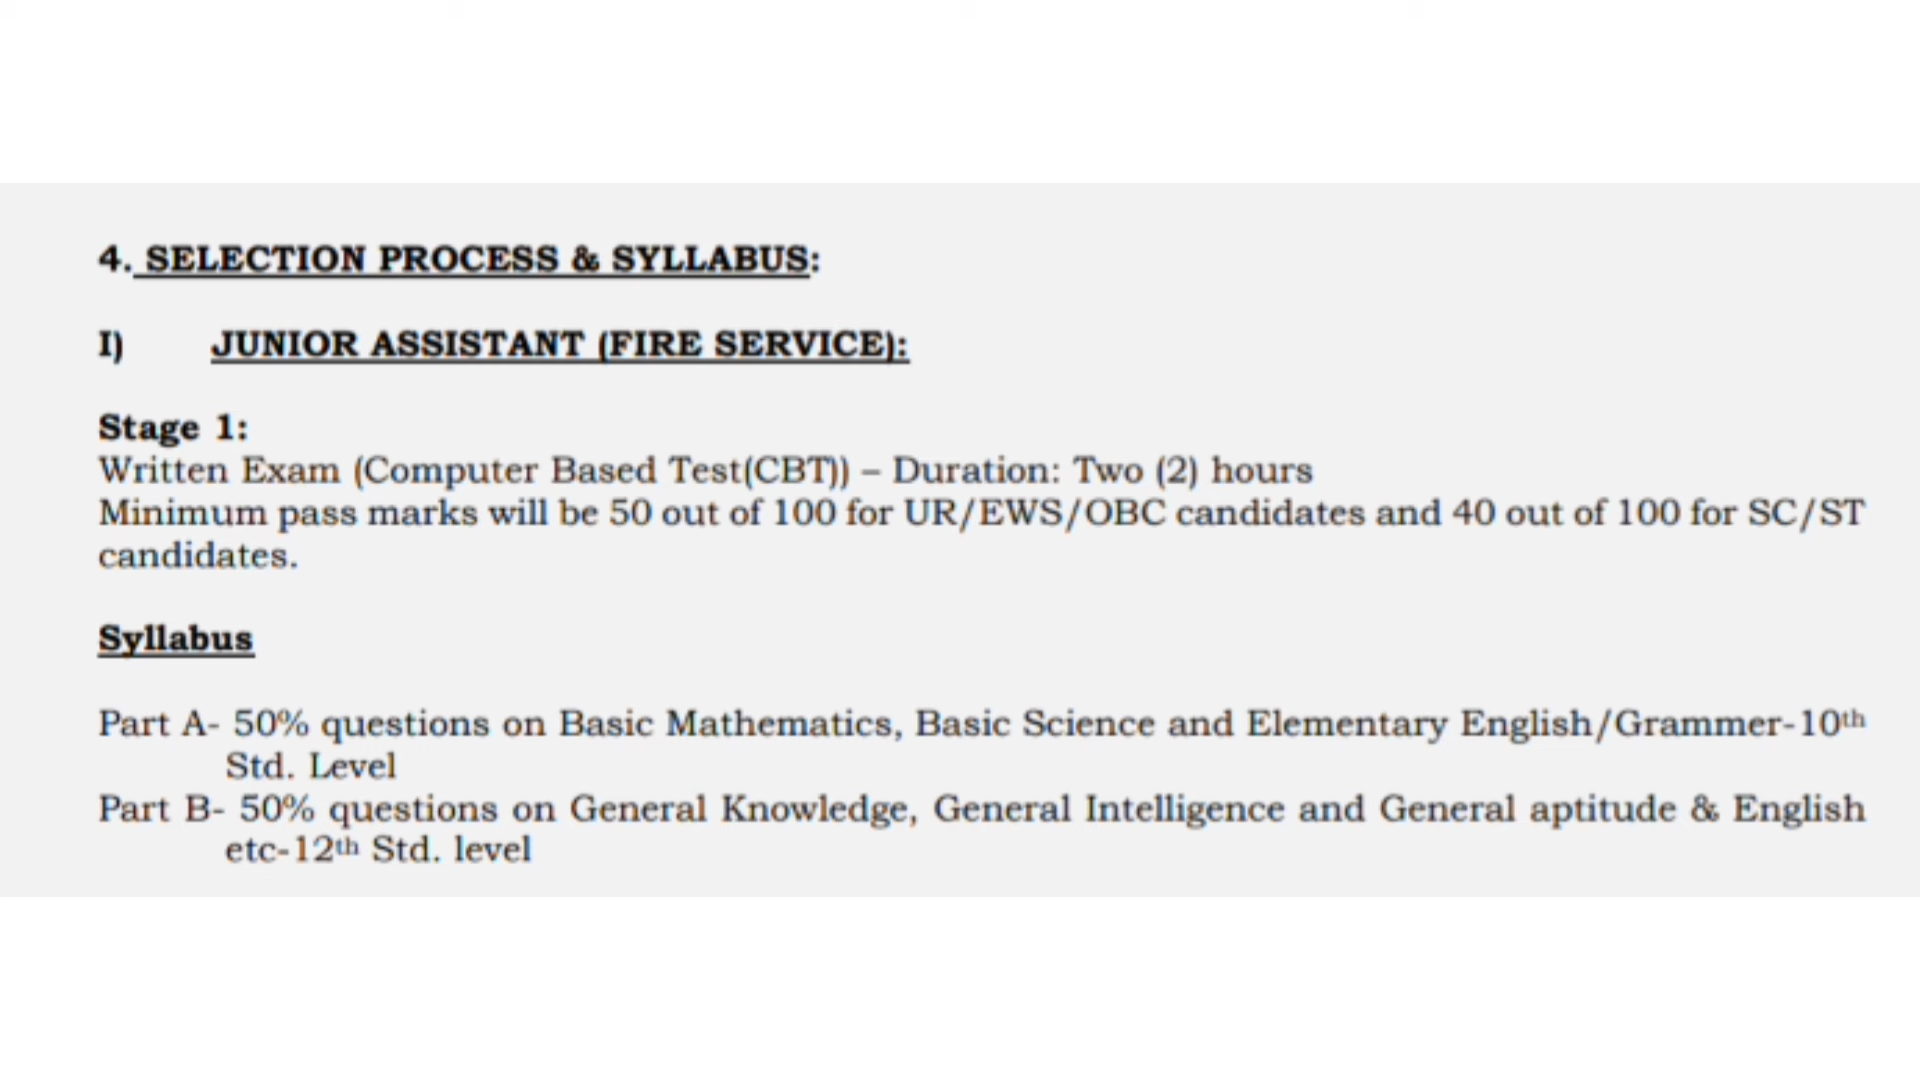 4. SELECTION PROCESS & SYLLABUS:
I) JUNIOR ASSISTANT (FIRE SERVICE):
Stage 1:
Written Exam (Computer Based Test(CBT)) – Duration: Two (2) hours
Minimum pass marks will be 50 out of 100 for UR/EWS/OBC candidates and 40 out of 100 for SC/ST
candidates.
Syllabus
Part A- 50% questions on Basic Mathematics, Basic Science and Elementary English/Grammer-10th
Std. Level
Part B- 50% questions on General Knowledge, General Intelligence and General aptitude & English
etc-12th Std. level